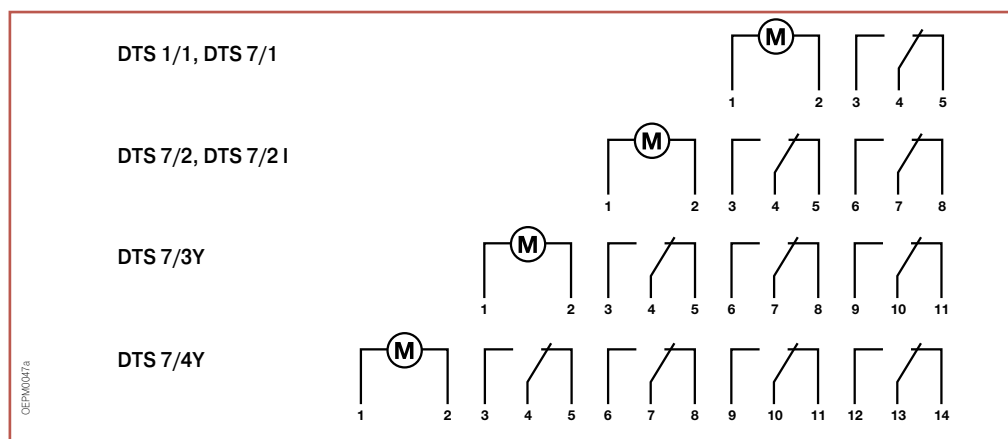 DTS 1/1, DTS 7/1
M
1 2 3 4 5
DTS 7/2, DTS 7/2 I
M
1 2 3 4 5 6 7 8
DTS 7/3Y
M
1 2 3 4 5 6 7 8 9 10 11
DTS 7/4Y
M
1 2 3 4 5 6 7 8 9 10 11 12 13 14
OEPM0047a